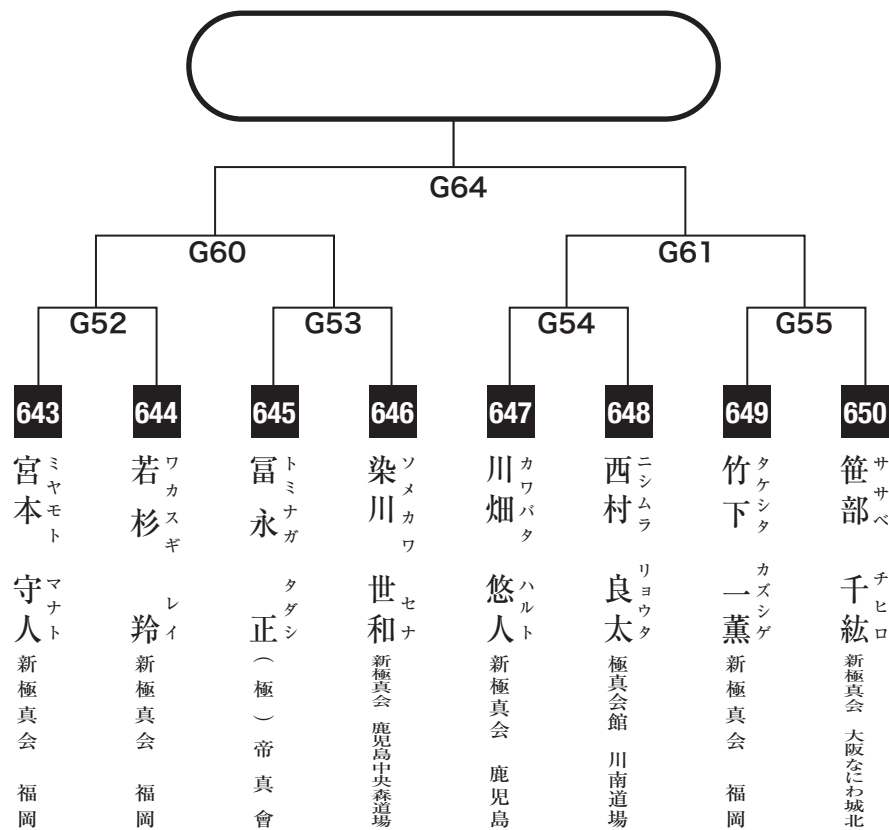 G64
G60
G61
G52
G53
G54
G55
643
宮本 守人
ミヤモト マナト
新極真会 福岡
644
若杉 羚
ワカスギ レイ
新極真会 福岡
645
冨永 正
トミナガ タダシ
（極）帝真會
646
染川 世和
ソメカワ セナ
新極真会 鹿児島中央森道場
647
川畑 悠人
カワバタ ハルト
新極真会 鹿児島
648
西村 良太
ニシムラ リョウタ
極真会館 川南道場
649
竹下 一薫
タケシタ カズシゲ
新極真会 福岡
650
笹部 千紘
ササベ チヒロ
新極真会 大阪なにわ城北